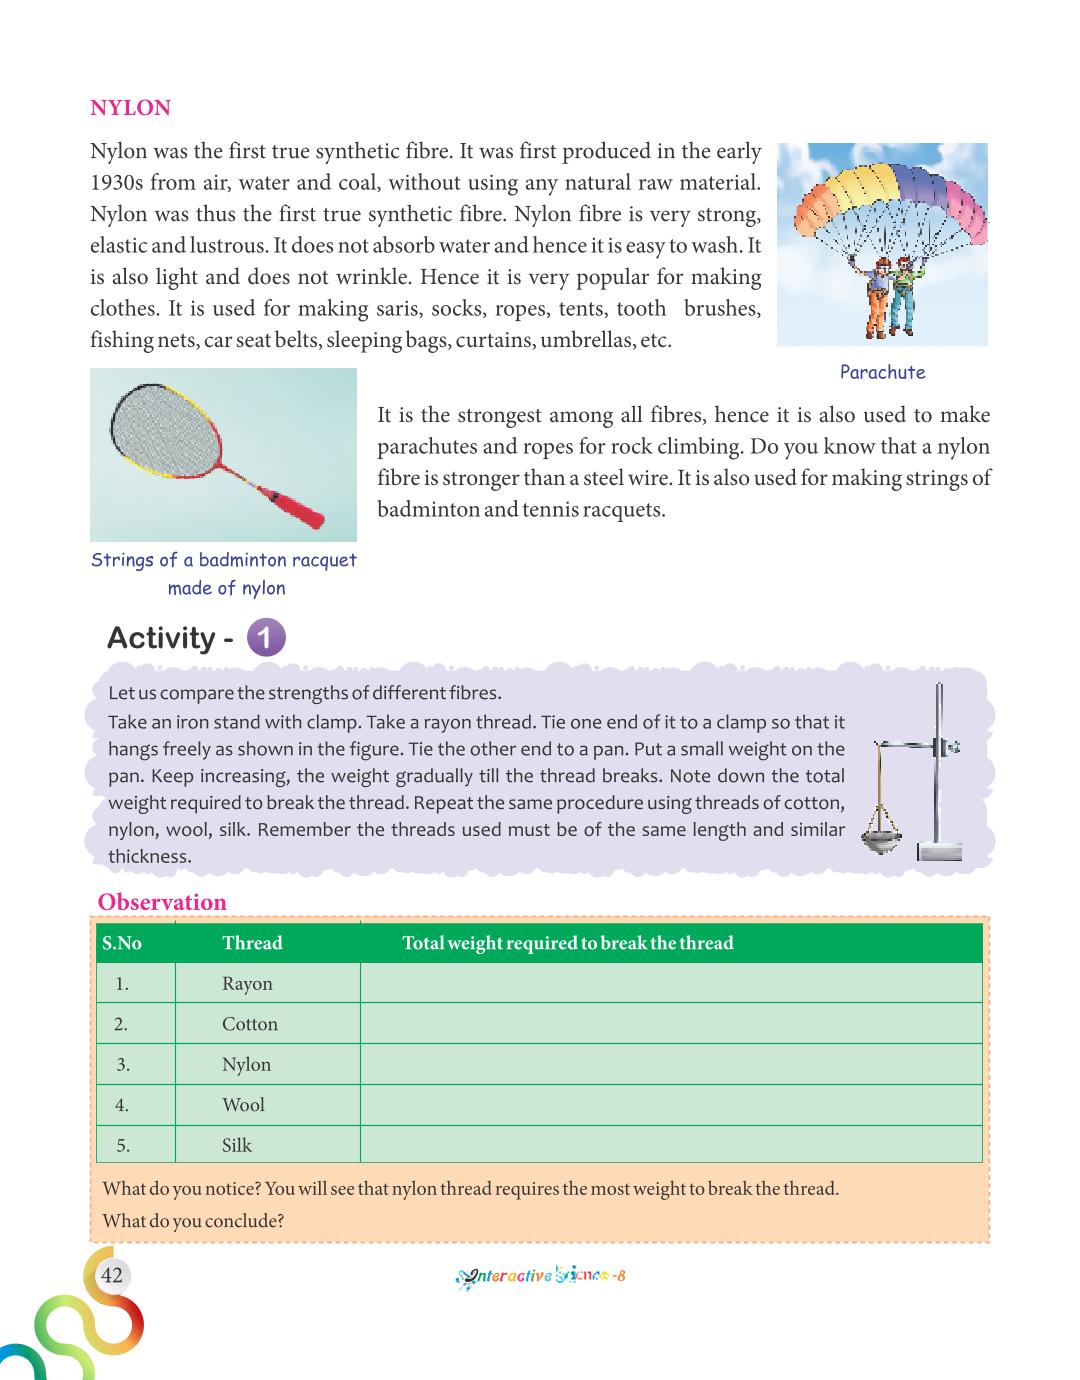 NYLON
Nylon was the first true synthetic fibre. It was first produced in the early
1930s from air, water and coal, without using any natural raw material.
Nylon was thus the first true synthetic fibre. Nylon fibre is very strong,
elastic and lustrous. It does not absorb water and hence it is easy to wash. It
is also light and does not wrinkle. Hence it is very popular for making
clothes. It is used for making saris, socks, ropes, tents, tooth brushes,
fishing nets, car seat belts, sleeping bags, curtains, umbrellas, etc.
Parachute
It is the strongest among all fibres, hence it is also used to make
parachutes and ropes for rock climbing. Do you know that a nylon
fibre is stronger than a steel wire. It is also used for making strings of
badminton and tennis racquets.
Strings of a badminton racquet
made of nylon
Activity - 1
Let us compare the strengths of different fibres.
Take an iron stand with clamp. Take a rayon thread. Tie one end of it to a clamp so that it
hangs freely as shown in the figure. Tie the other end to a pan. Put a small weight on the
pan. Keep increasing, the weight gradually till the thread breaks. Note down the total
weight required to break the thread. Repeat the same procedure using threads of cotton,
nylon, wool, silk. Remember the threads used must be of the same length and similar
thickness.
Observation
S.No Thread Total weight required to break the thread
1. Rayon
2. Cotton
3. Nylon
4. Wool
5. Silk
What do you notice? You will see that nylon thread requires the most weight to break the thread.
What do you conclude?
42
Interactive Science-8